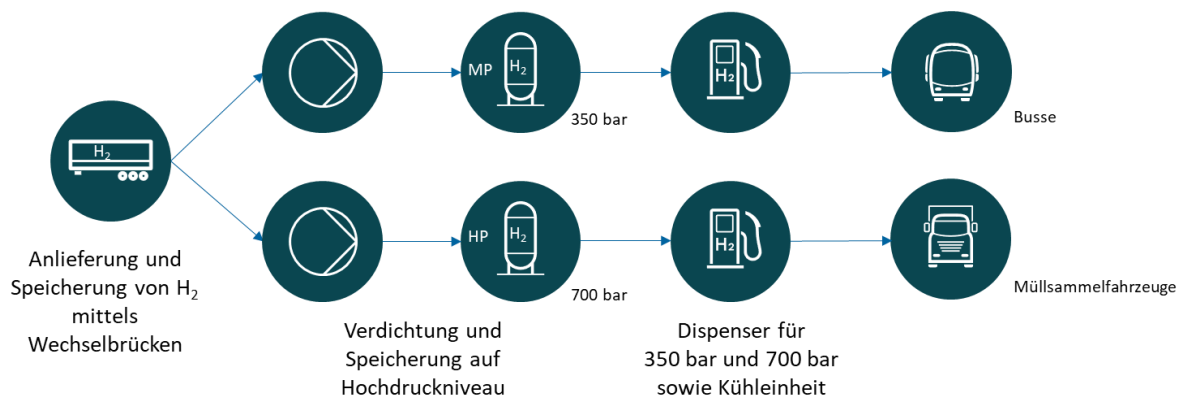 MP
H₂
H₂
350 bar
Busse
H₂
Anlieferung und
Speicherung von H₂
mittels
Wechselbrücken
HP
H₂
H₂
700 bar
Müllsammelfahrzeuge
Verdichtung und
Speicherung auf
Hochdruckniveau
Dispenser für
350 bar und 700 bar
sowie Kühleinheit